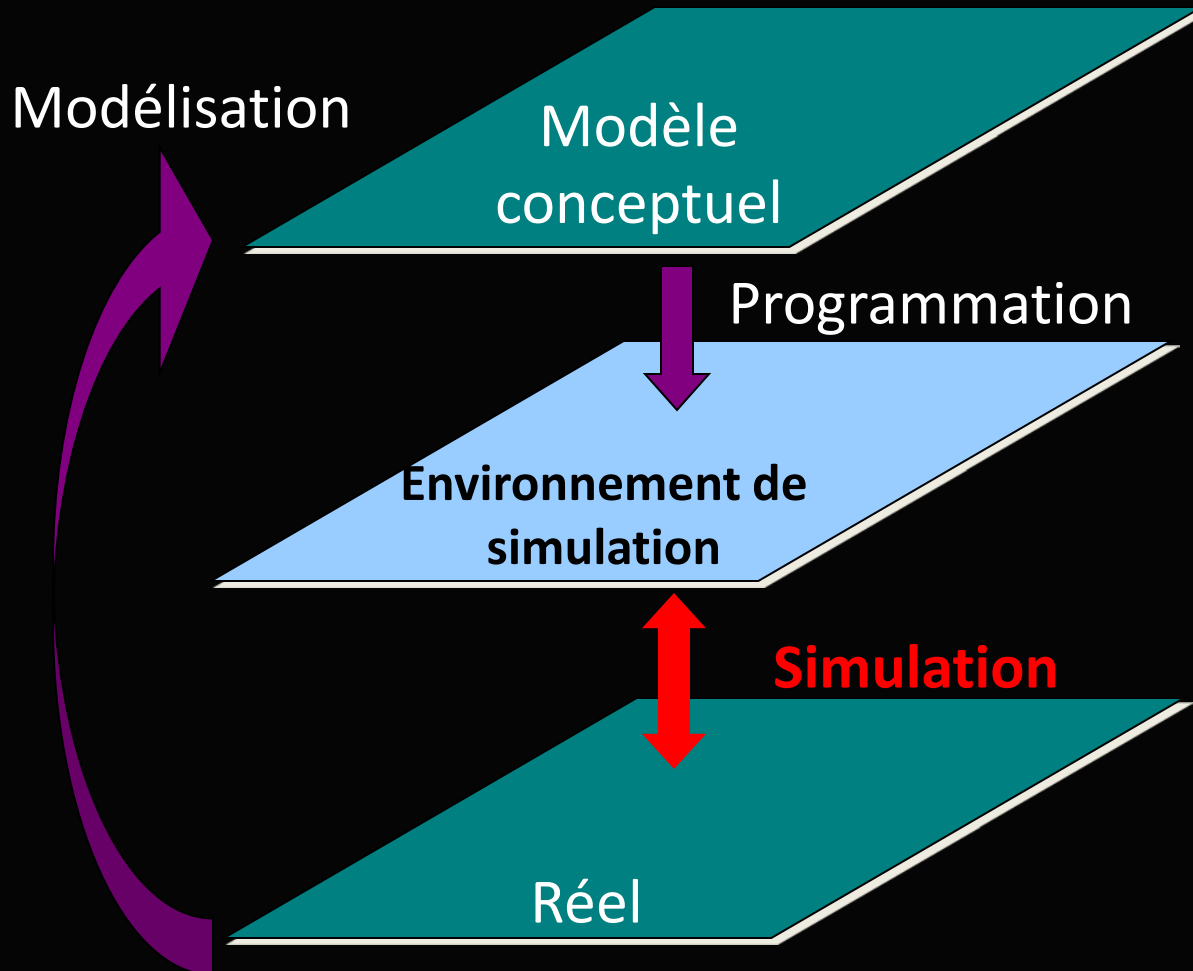 Modélisation
Modèle
conceptuel
Programmation
Environnement de
simulation
Simulation
Réel